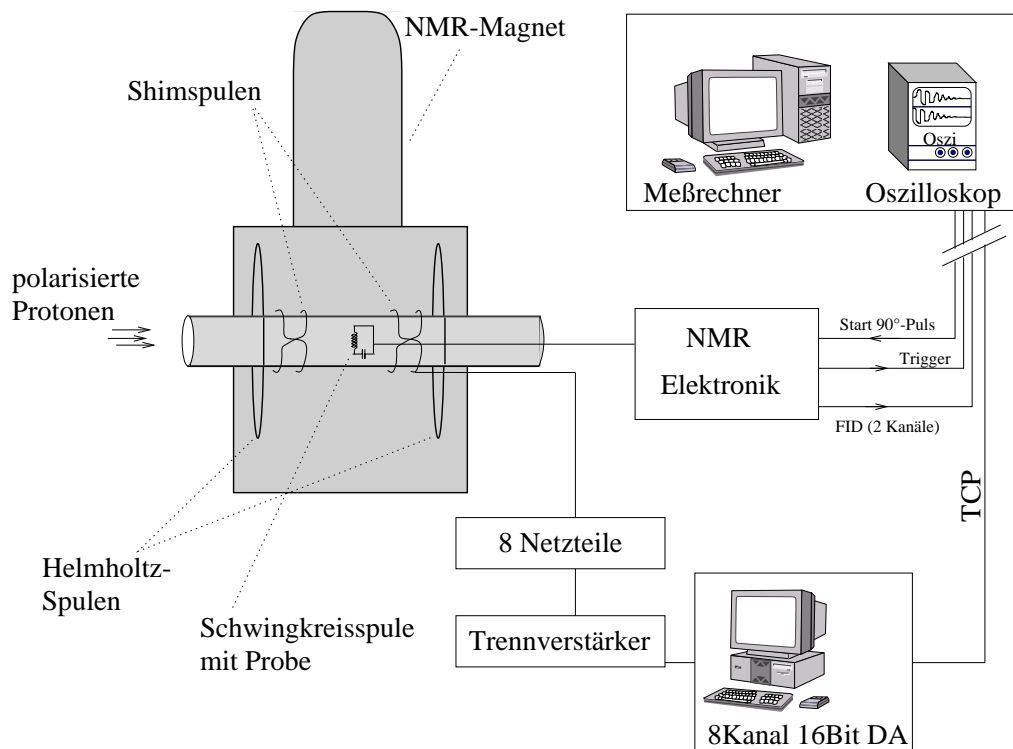 NMR-Magnet
Shimspulen
Oszi
Meßrechner
Oszilloskop
polarisierte
Protonen
Start 90°-Puls
NMR
Elektronik
Trigger
FID (2 Kanäle)
TCP
8 Netzteile
Helmholtz-
Spulen
Schwingkreisspule
mit Probe
Trennverstärker
8Kanal 16Bit DA